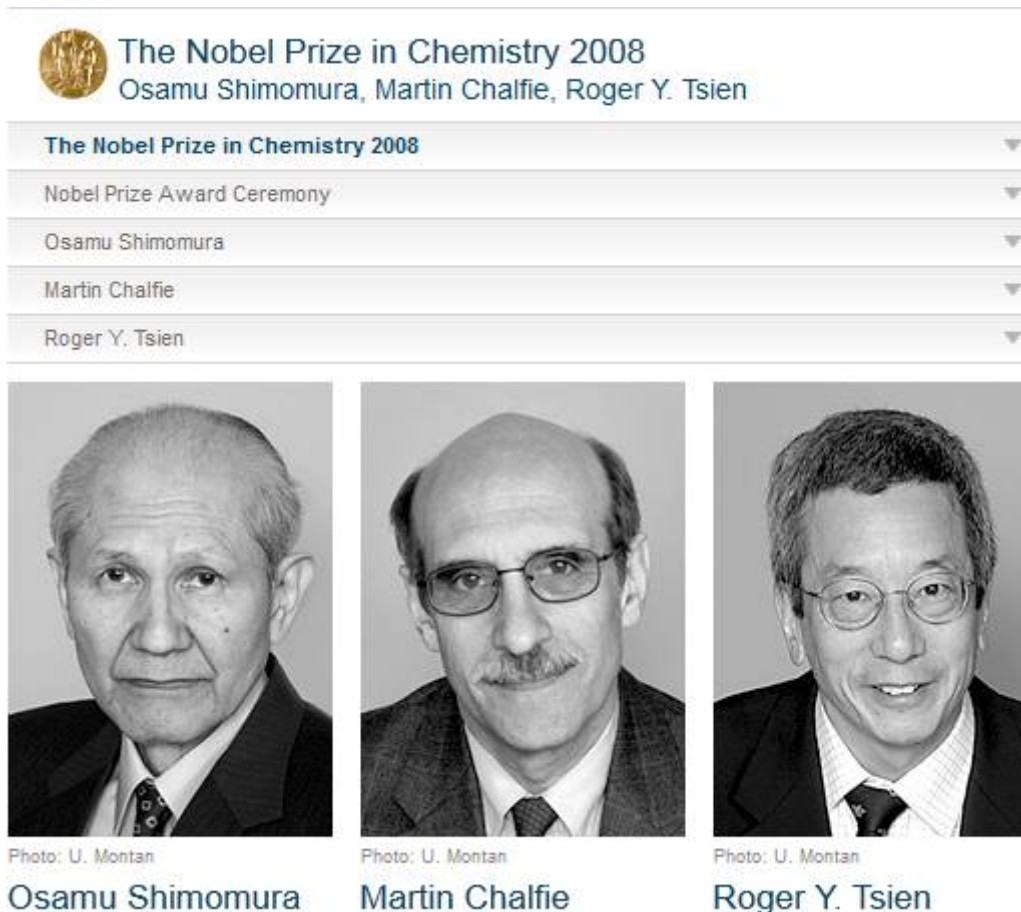 The Nobel Prize in Chemistry 2008
Osamu Shimomura, Martin Chalfie, Roger Y. Tsien
The Nobel Prize in Chemistry 2008
Nobel Prize Award Ceremony
Osamu Shimomura
Martin Chalfie
Roger Y. Tsien
Photo: U. Montan
Photo: U. Montan
Photo: U. Montan
Osamu Shimomura
Martin Chalfie
Roger Y. Tsien